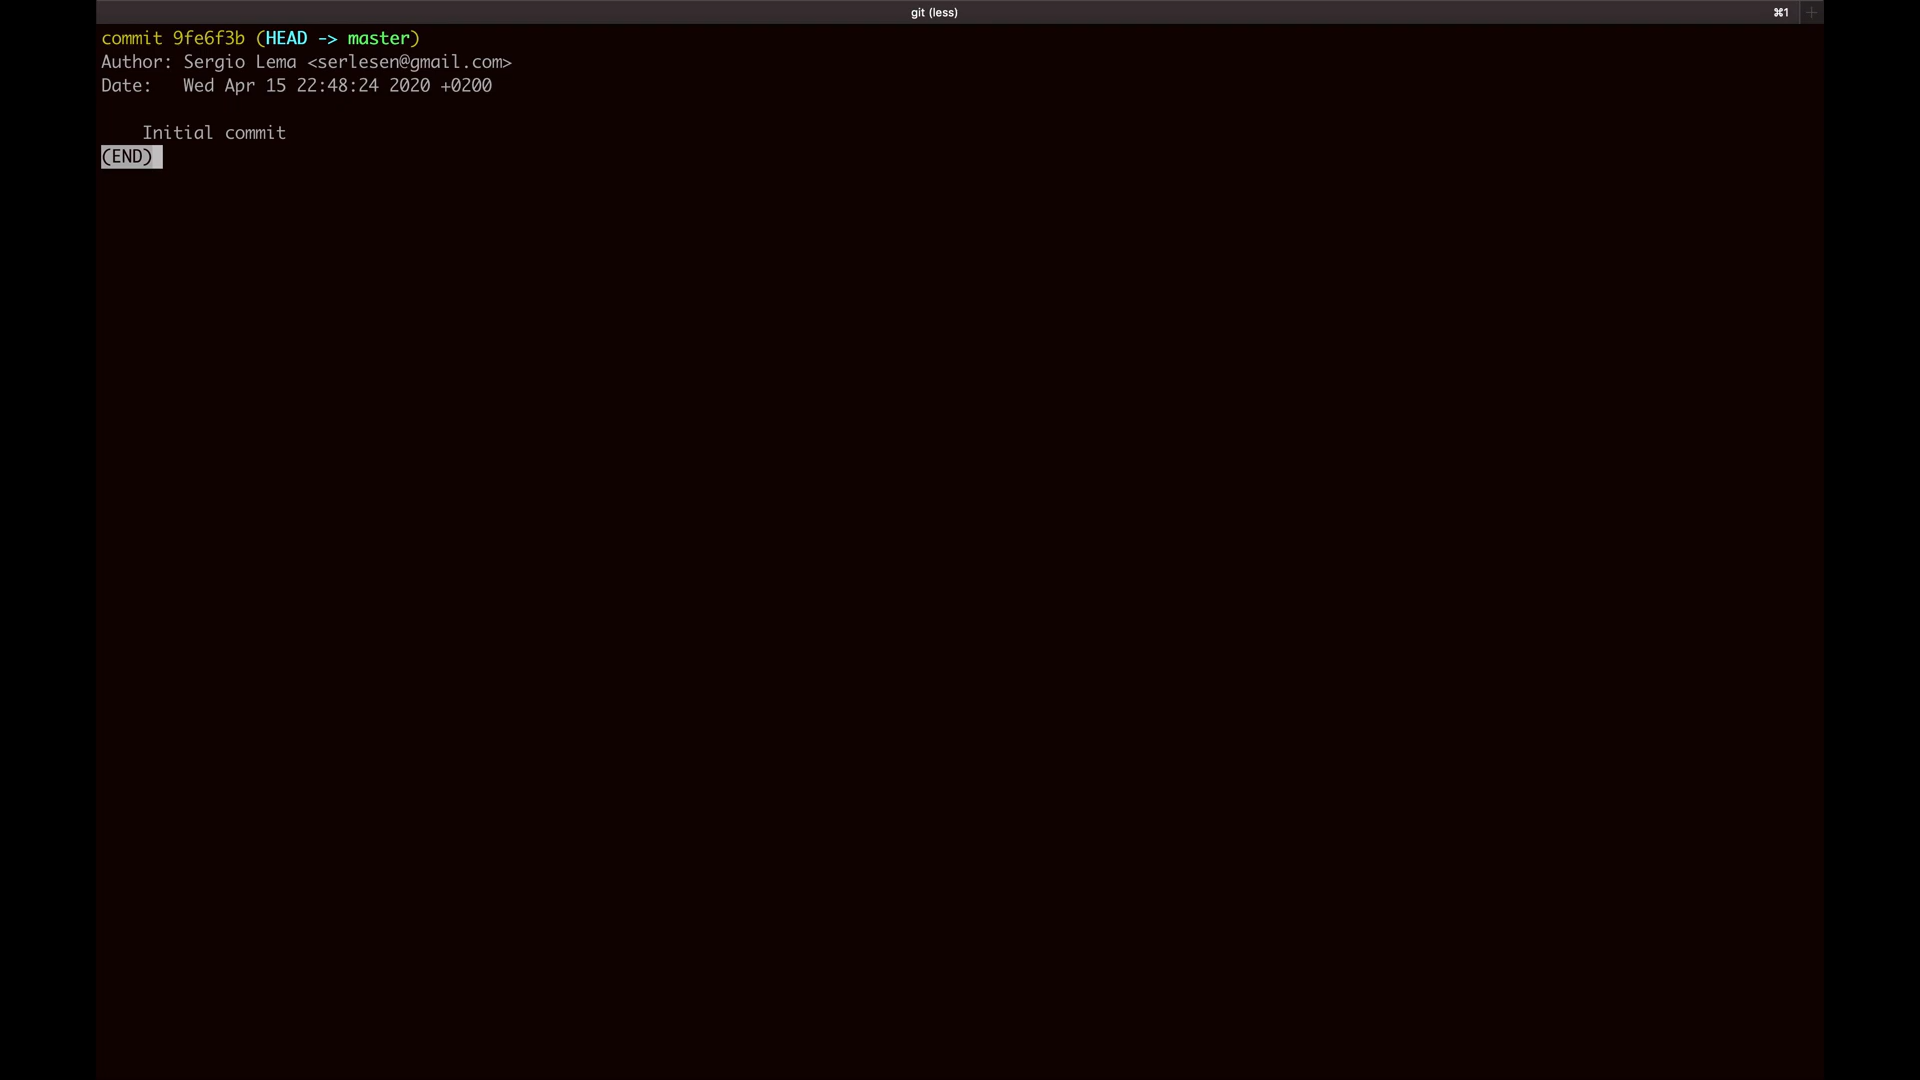 git (less)
⌘1
commit 9fe6f3b (HEAD -> master)
Author: Sergio Lema <serlesen@gmail.com>
Date:   Wed Apr 15 22:48:24 2020 +0200
Initial commit
(END)